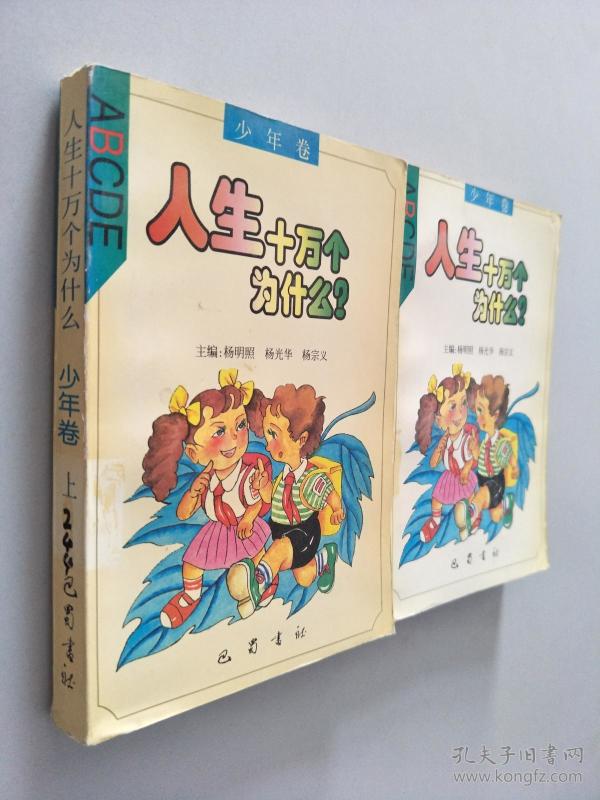 人生十万个为什么 少年卷 上 244 巴蜀书社
ABCDE
少年卷
人生十万个
为什么?
主编:杨明照 杨光华 杨宗义
巴蜀书社
ABCDE
少年卷
人生十万个
为什么?
主编:杨明照 杨光华 杨宗义
巴蜀书社
孔夫子旧书网
www.kongfz.com